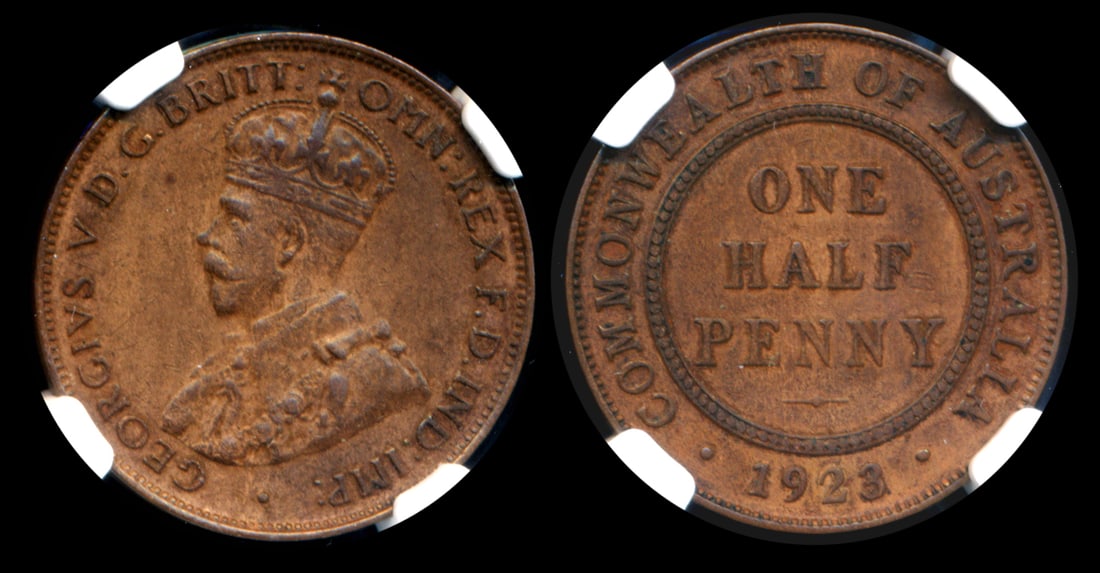 GEORGIVS V D.G. BRITT: OMN: REX F.D. IND: IMP:
COMMONWEALTH OF AUSTRALIA
ONE
HALF
PENNY
· 1923 ·